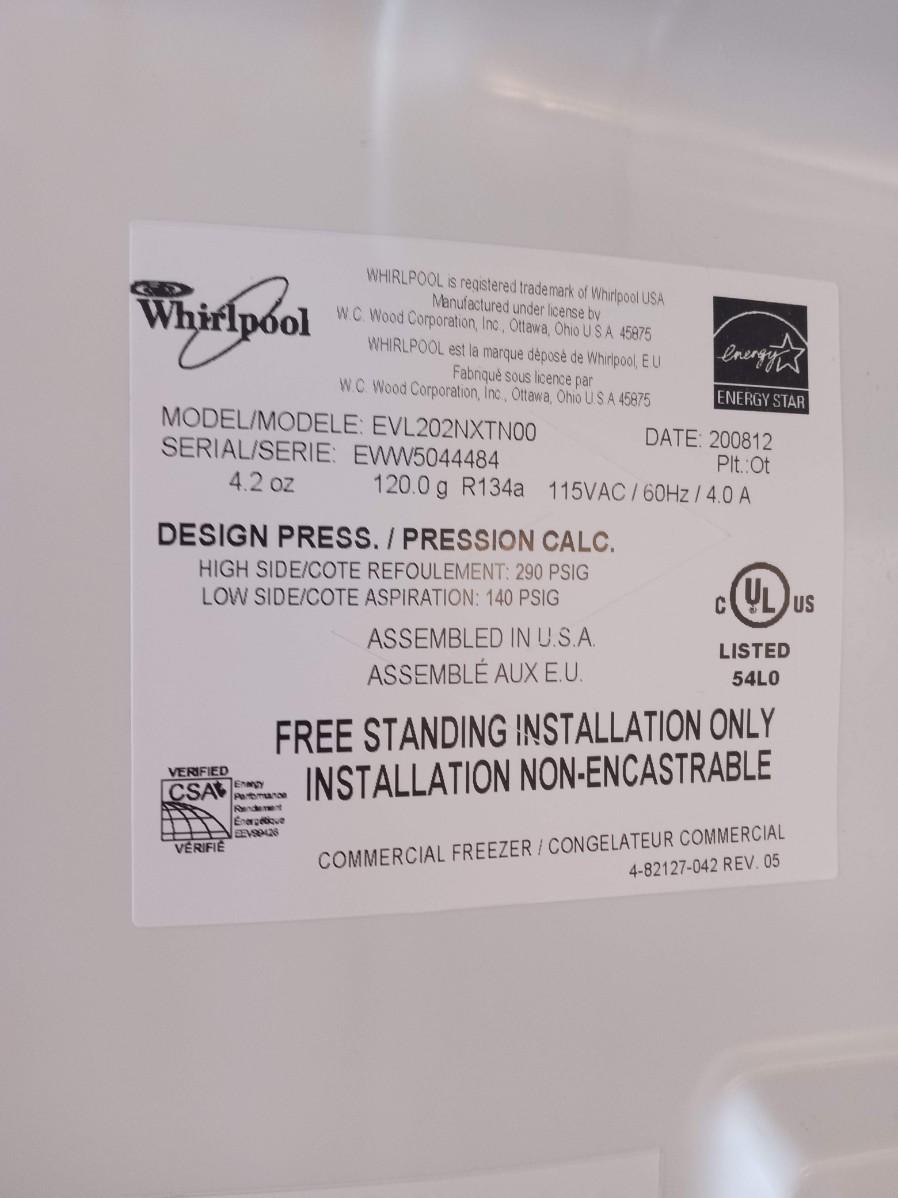 Whirlpool
WHIRLPOOL is registered trademark of Whirlpool USA
Manufactured under license by
W.C. Wood Corporation, Inc., Ottawa, Ohio U.S.A. 45875
WHIRLPOOL est la marque déposé de Whirlpool, E.U
Fabriqué sous licence par
W.C. Wood Corporation, Inc., Ottawa, Ohio U.S.A 45875
energy
ENERGY STAR
MODEL/MODELE: EVL202NXTN00
DATE: 200812
SERIAL/SERIE: EWW5044484
Plt.:Ot
4.2 oz 120.0 g R134a 115VAC / 60Hz / 4.0 A
DESIGN PRESS. / PRESSION CALC.
HIGH SIDE/COTE REFOULEMENT: 290 PSIG
LOW SIDE/COTE ASPIRATION: 140 PSIG
C UL US
LISTED
54L0
ASSEMBLED IN U.S.A.
ASSEMBLÉ AUX E.U.
FREE STANDING INSTALLATION ONLY
INSTALLATION NON-ENCASTRABLE
VERIFIED
CSA
Energy
Performance
Rendement
Énergétique
EEV99426
VÉRIFIÉ
COMMERCIAL FREEZER / CONGELATEUR COMMERCIAL
4-82127-042 REV. 05